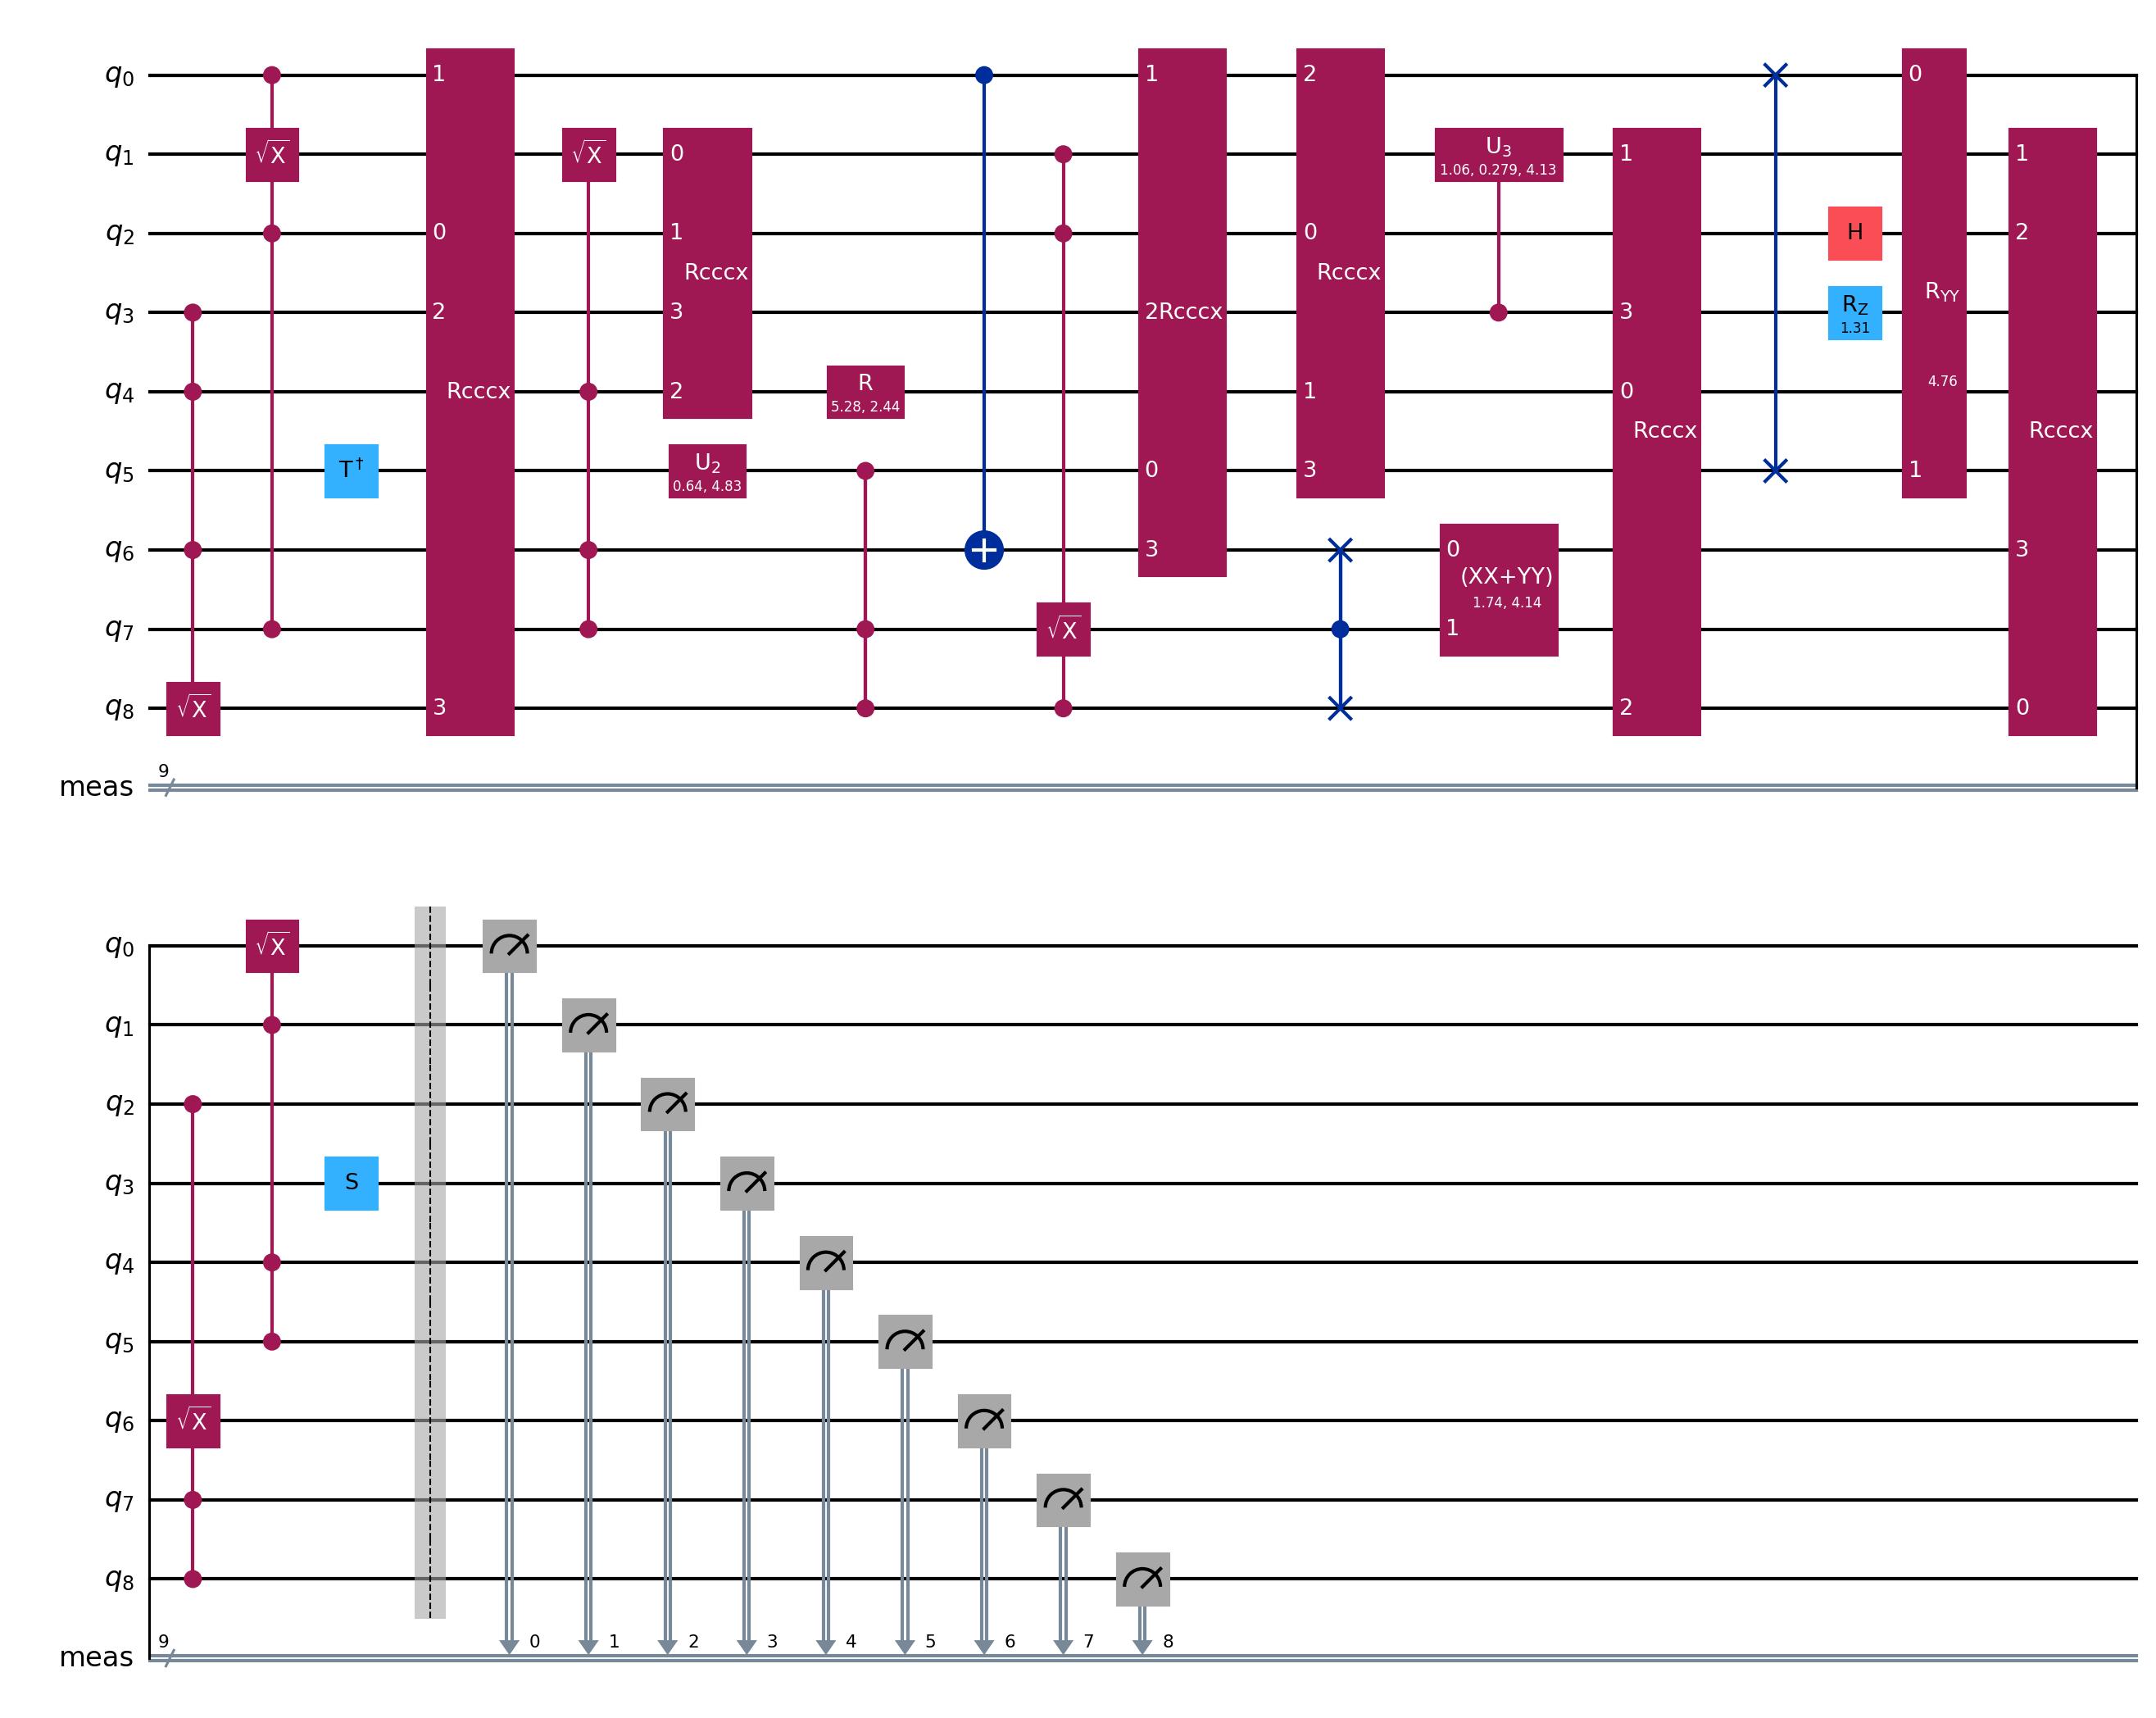 q0 1 2 0
q1 √X √X 0 U3 1.06, 0.279, 4.13 1 1
q2 0 1 0 H 2
Rcccx Rcccx RYY
q3 2 3 2Rcccx 3 RZ 1.31
q4 Rcccx 2 R 5.28, 2.44 1 0 4.76
Rcccx Rcccx
q5 T† U2 0.64, 4.83 0 3 1
q6 3 0 3
(XX+YY)
1.74, 4.14
q7 √X 1
q8 √X 3 2 0
9
meas
q0 √X
q1
q2
q3 S
q4
q5
q6 √X
q7
q8
9 0 1 2 3 4 5 6 7 8
meas